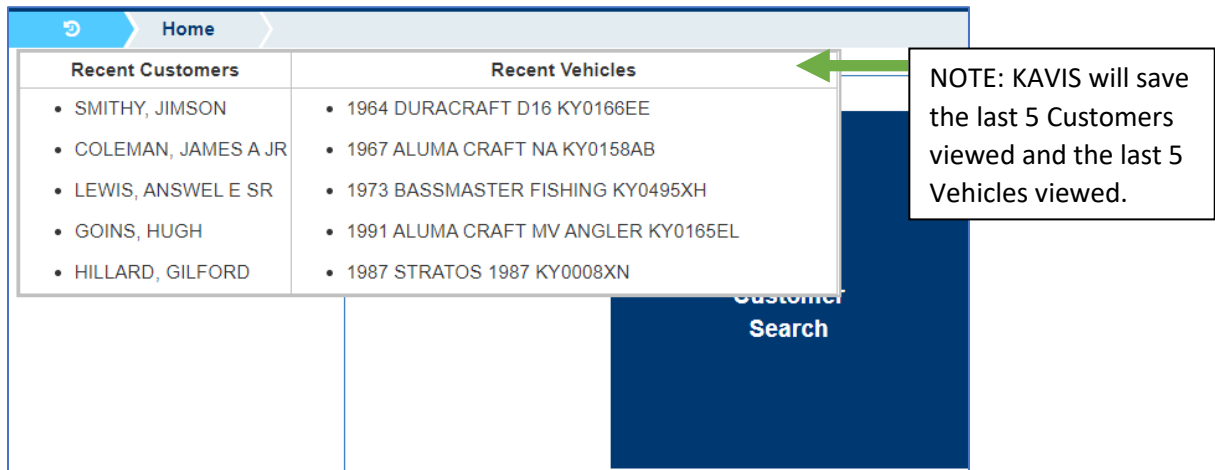 Home
Recent Customers
Recent Vehicles
• SMITHY, JIMSON
• COLEMAN, JAMES A JR
• LEWIS, ANSWEL E SR
• GOINS, HUGH
• HILLARD, GILFORD
• 1964 DURACRAFT D16 KY0166EE
• 1967 ALUMA CRAFT NA KY0158AB
• 1973 BASSMASTER FISHING KY0495XH
• 1991 ALUMA CRAFT MV ANGLER KY0165EL
• 1987 STRATOS 1987 KY0008XN
Customer
Search
NOTE: KAVIS will save
the last 5 Customers
viewed and the last 5
Vehicles viewed.